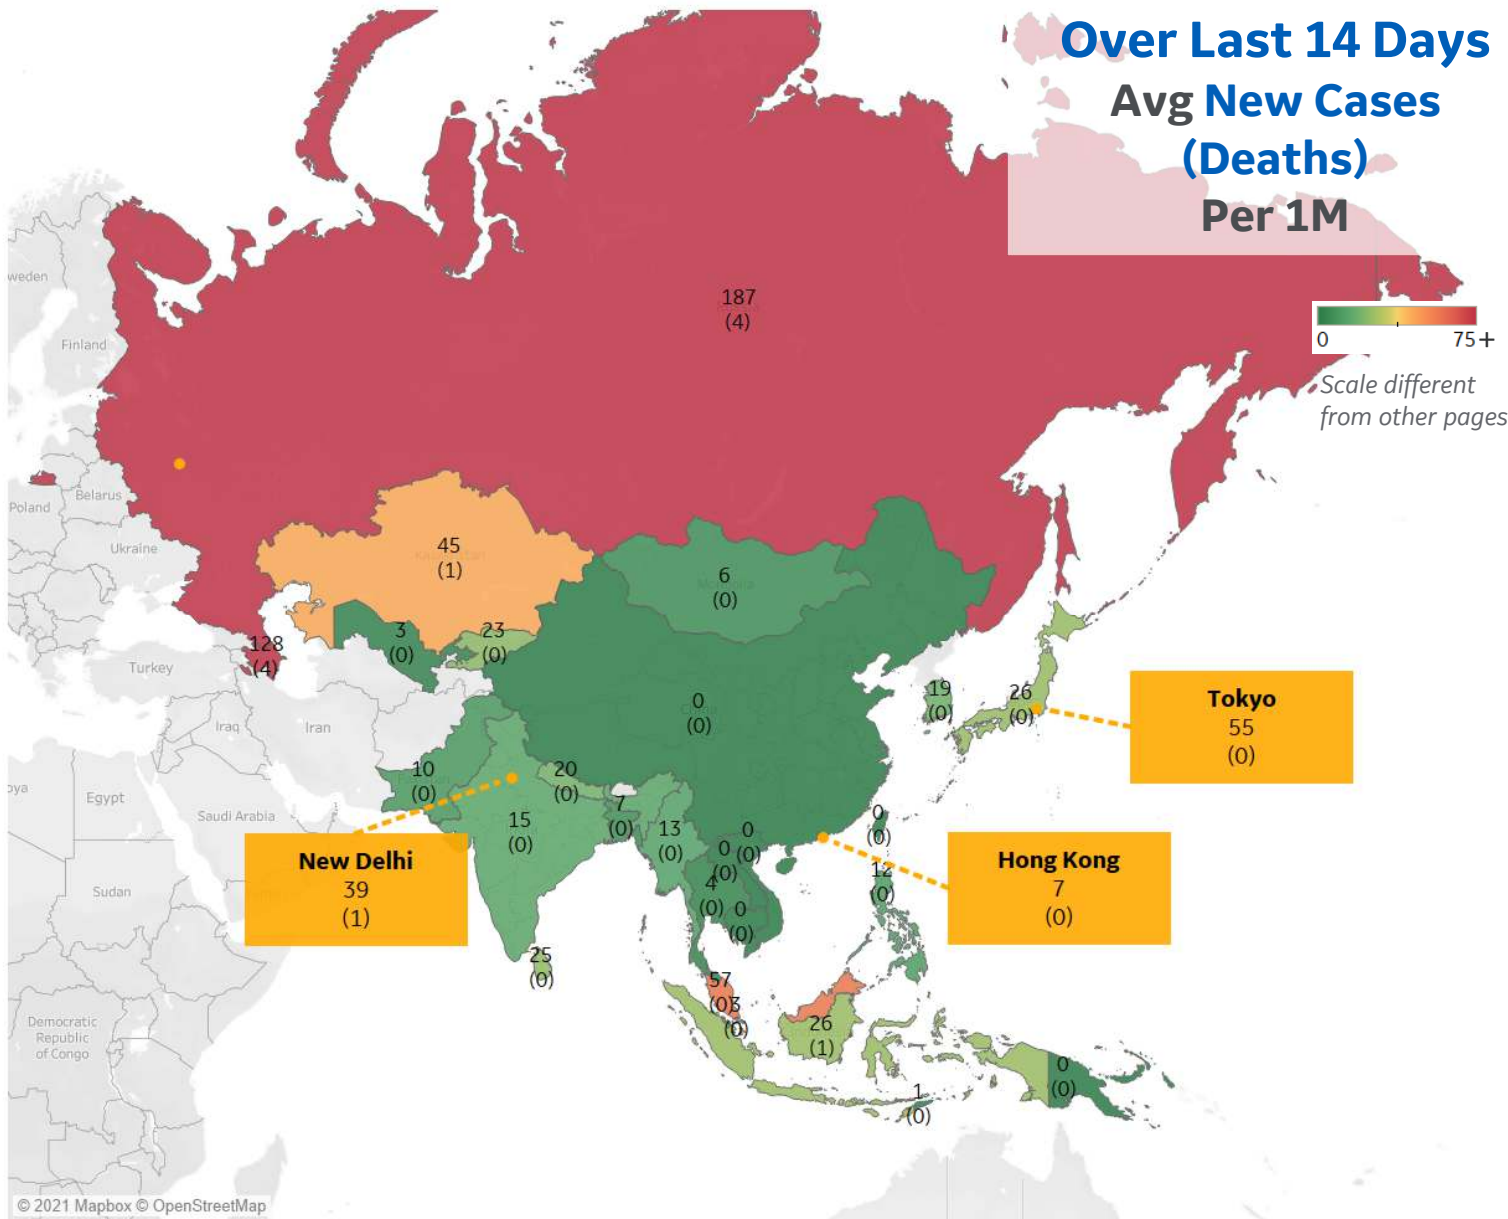 Over Last 14 Days
Avg New Cases
(Deaths)
Per 1M
187
(4)
0
75+
Scale different
from other pages
weden
Finland
Belarus
Poland
Ukraine
45
(1)
6
(0)
3
(0)
23
(0)
128
(4)
Turkey
0
(0)
19
(0)
26
(0)
Tokyo
55
(0)
Iraq
Iran
10
(0)
20
(0)
oya
Egypt
Saudi Arabia
7
(0)
15
(0)
13
(0)
0
(0)
0
(0)
0
(0)
12
(0)
4
(0)
0
(0)
New Delhi
39
(1)
Hong Kong
7
(0)
Sudan
25
(0)
57
(0)
3
(0)
26
(1)
Democratic
Republic
of Congo
0
(0)
1
(0)
© 2021 Mapbox © OpenStreetMap